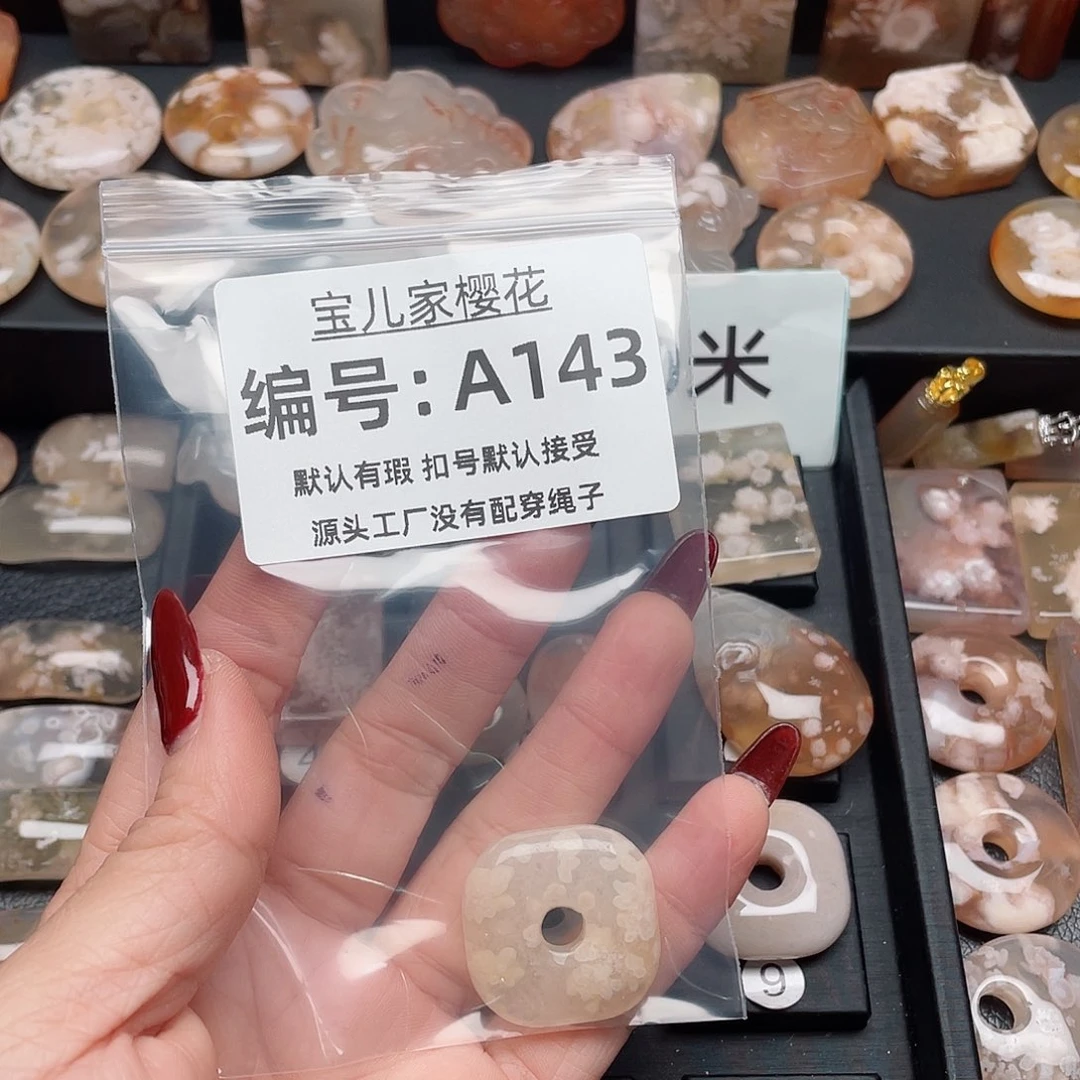 宝儿家樱花
编号：A143
默认有瑕 扣号默认接受
源头工厂没有配穿绳子
米
9